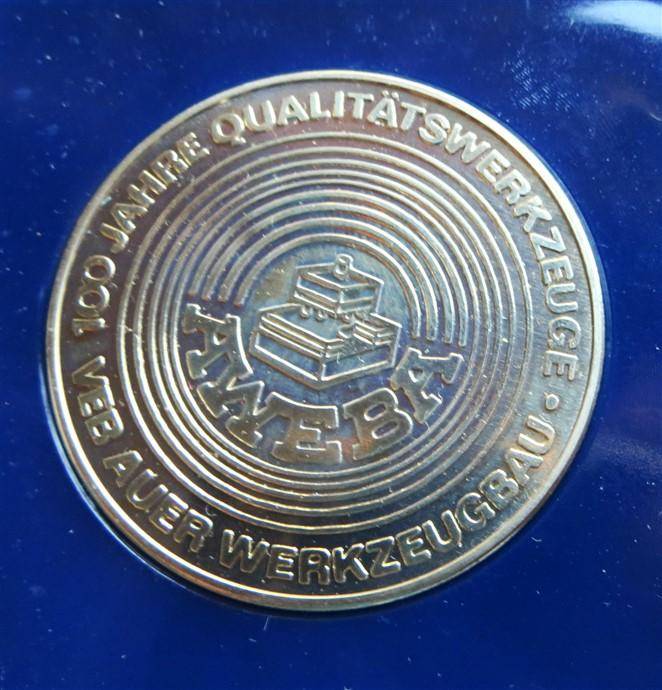 100 JAHRE QUALITÄTSWERKZEUGE •
VEB AUER WERKZEUGBAU
AWEBA